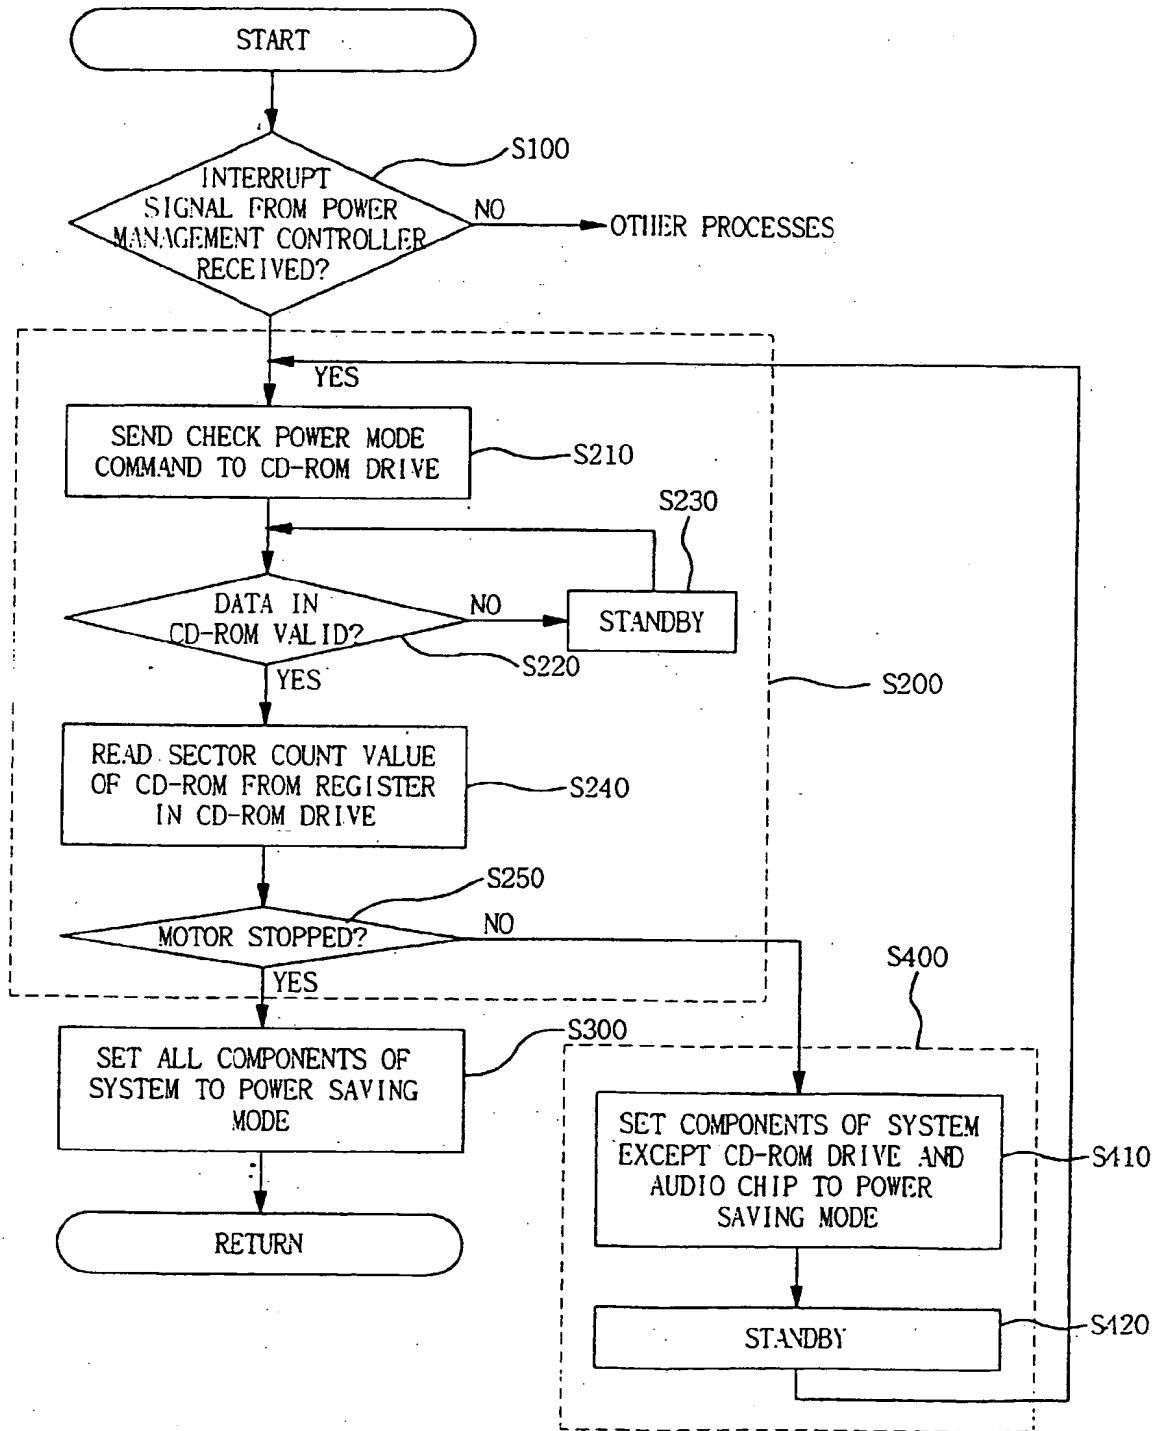 START
S100
INTERRUPT
SIGNAL FROM POWER
MANAGEMENT CONTROLLER
RECEIVED?
NO
OTHER PROCESSES
YES
SEND CHECK POWER MODE
COMMAND TO CD-ROM DRIVE
S210
S230
DATA IN
CD-ROM VALID?
NO
STANDBY
S220
YES
S200
READ SECTOR COUNT VALUE
OF CD-ROM FROM REGISTER
IN CD-ROM DRIVE
S240
S250
MOTOR STOPPED?
NO
YES
S400
S300
SET ALL COMPONENTS OF
SYSTEM TO POWER SAVING
MODE
SET COMPONENTS OF SYSTEM
EXCEPT CD-ROM DRIVE AND
AUDIO CHIP TO POWER
SAVING MODE
S410
RETURN
STANDBY
S420